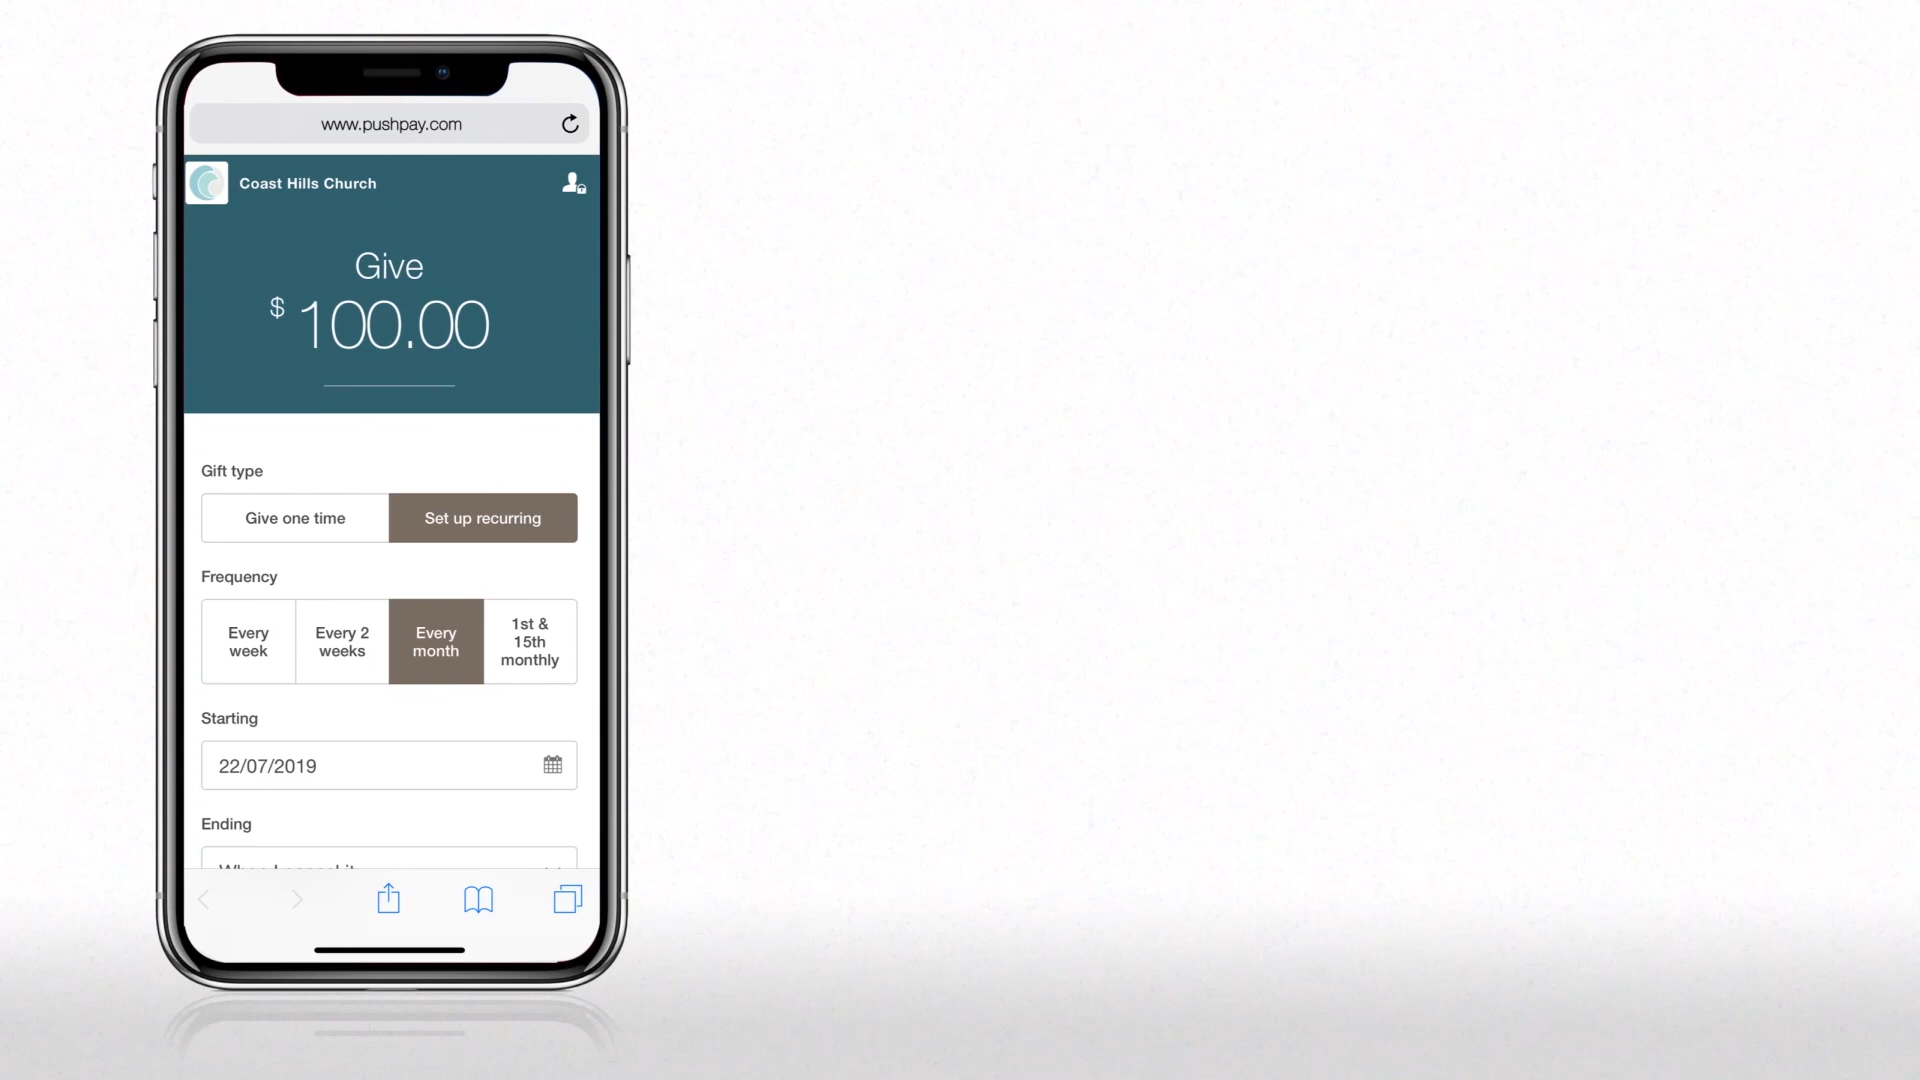 www.pushpay.com
Coast Hills Church
Give
$ 100.00
Gift type
Give one time
Set up recurring
Frequency
Every
week
Every 2
weeks
Every
month
1st &
15th
monthly
Starting
22/07/2019
Ending